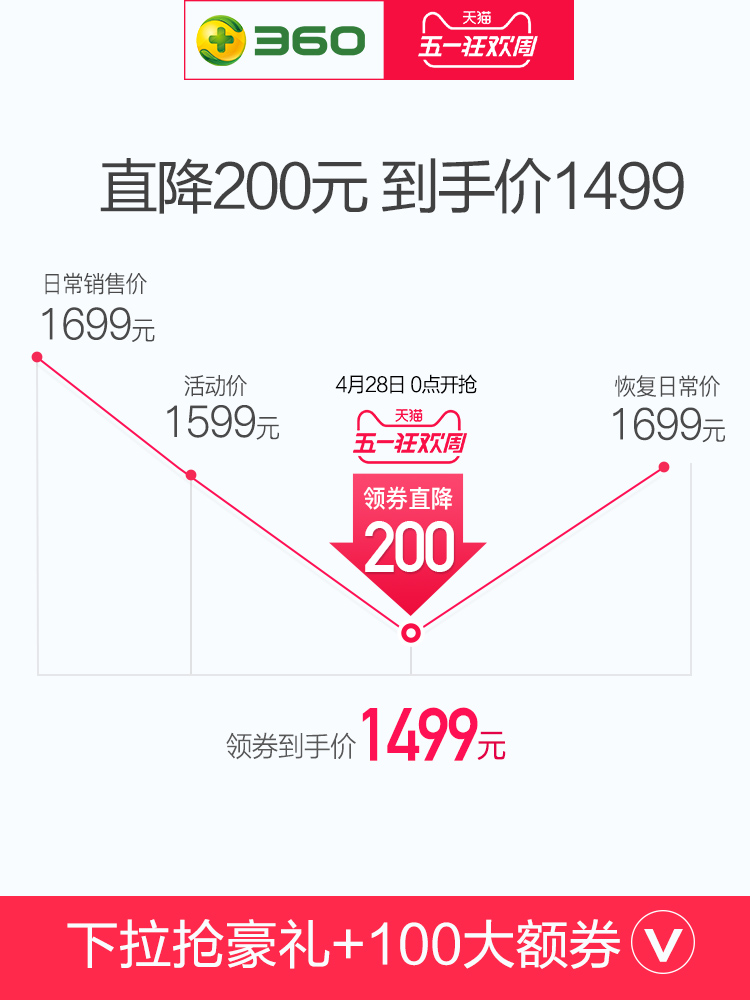 360
天猫
五一狂欢周
直降200元 到手价1499
日常销售价
1699元
活动价
1599元
4月28日 0点开抢
天猫
五一狂欢周
领券直降
200
恢复日常价
1699元
领券到手价1499元
下拉抢豪礼+100大额券